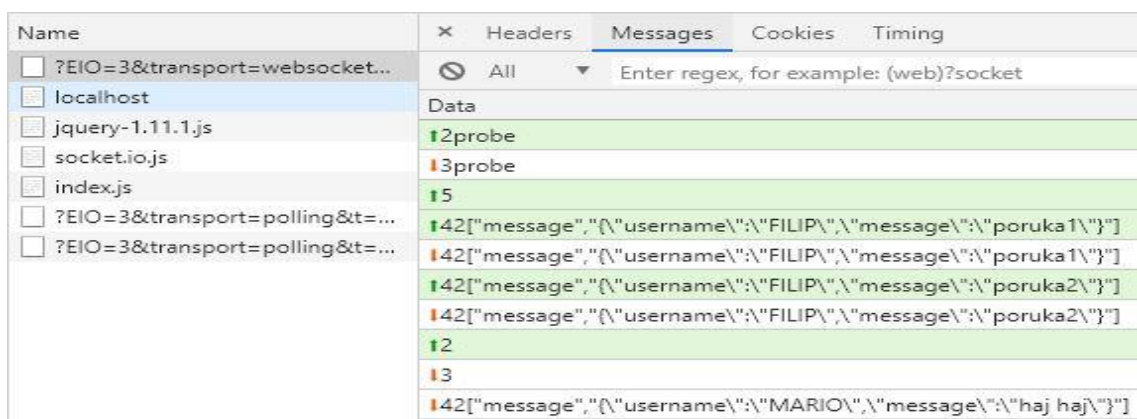 Name
?EIO=3&transport=websocket...
localhost
jquery-1.11.1.js
socket.io.js
index.js
?EIO=3&transport=polling&t=...
?EIO=3&transport=polling&t=...
× Headers Messages Cookies Timing
All ▼ Enter regex, for example: (web)?socket
Data
⬆2probe
⬇3probe
⬆5
⬆42["message","{\"username\":\"FILIP\",\"message\":\"poruka1\"}"]
⬇42["message","{\"username\":\"FILIP\",\"message\":\"poruka1\"}"]
⬆42["message","{\"username\":\"FILIP\",\"message\":\"poruka2\"}"]
⬇42["message","{\"username\":\"FILIP\",\"message\":\"poruka2\"}"]
⬆2
⬇3
⬇42["message","{\"username\":\"MARIO\",\"message\":\"haj haj\"}"]